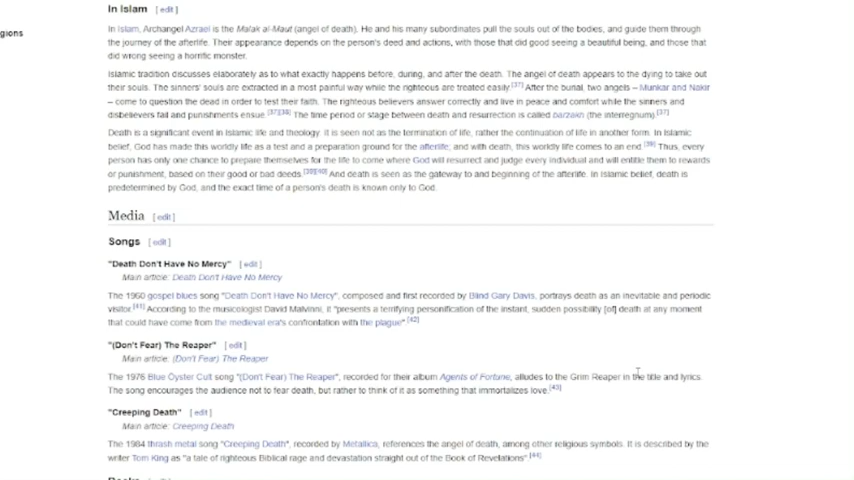 In Islam [ edit ]
gions
In Islam, Archangel Azrael is the Malak al-Maut (angel of death). He and his many subordinates pull the souls out of the bodies, and guide them through
the journey of the afterlife. Their appearance depends on the person's deed and actions, with those that did good seeing a beautiful being, and those that
did wrong seeing a horrific monster.
Islamic tradition discusses elaborately as to what exactly happens before, during, and after the death. The angel of death appears to the dying to take out
their souls. The sinners' souls are extracted in a most painful way while the righteous are treated easily.[37] After the burial, two angels – Munkar and Nakir
– come to question the dead in order to test their faith. The righteous believers answer correctly and live in peace and comfort while the sinners and
disbelievers fail and punishments ensue.[37][38] The time period or stage between death and resurrection is called barzakh (the interregnum).[37]
Death is a significant event in Islamic life and theology. It is seen not as the termination of life, rather the continuation of life in another form. In Islamic
belief, God has made this worldly life as a test and a preparation ground for the afterlife; and with death, this worldly life comes to an end.[39] Thus, every
person has only one chance to prepare themselves for the life to come where God will resurrect and judge every individual and will entitle them to rewards
or punishment, based on their good or bad deeds.[39][40] And death is seen as the gateway to and beginning of the afterlife. In Islamic belief, death is
predetermined by God, and the exact time of a person's death is known only to God.
Media [ edit ]
Songs [ edit ]
"Death Don't Have No Mercy" [ edit ]
Main article: Death Don't Have No Mercy
The 1960 gospel blues song "Death Don't Have No Mercy", composed and first recorded by Blind Gary Davis, portrays death as an inevitable and periodic
visitor.[41] According to the musicologist David Malvinni, it "presents a terrifying personification of the instant, sudden possibility [of] death at any moment
that could have come from the medieval era's confrontation with the plague".[42]
"(Don't Fear) The Reaper" [ edit ]
Main article: (Don't Fear) The Reaper
The 1976 Blue Öyster Cult song "(Don't Fear) The Reaper", recorded for their album Agents of Fortune, alludes to the Grim Reaper in the title and lyrics.
The song encourages the audience not to fear death, but rather to think of it as something that immortalizes love.[43]
"Creeping Death" [ edit ]
Main article: Creeping Death
The 1984 thrash metal song "Creeping Death", recorded by Metallica, references the angel of death, among other religious symbols. It is described by the
writer Tom King as "a tale of righteous Biblical rage and devastation straight out of the Book of Revelations".[44]